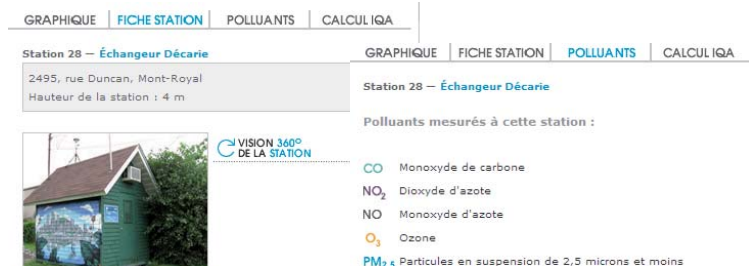 GRAPHIQUE FICHE STATION POLLUANTS CALCUL IQA
Station 28 — Échangeur Décarie
2495, rue Duncan, Mont-Royal
Hauteur de la station : 4 m
VISION 360°
DE LA STATION
GRAPHIQUE FICHE STATION POLLUANTS CALCUL IQA
Station 28 — Échangeur Décarie
Polluants mesurés à cette station :
CO Monoxyde de carbone
NO₂ Dioxyde d'azote
NO Monoxyde d'azote
O₃ Ozone
PM₂.₅ Particules en suspension de 2,5 microns et moins